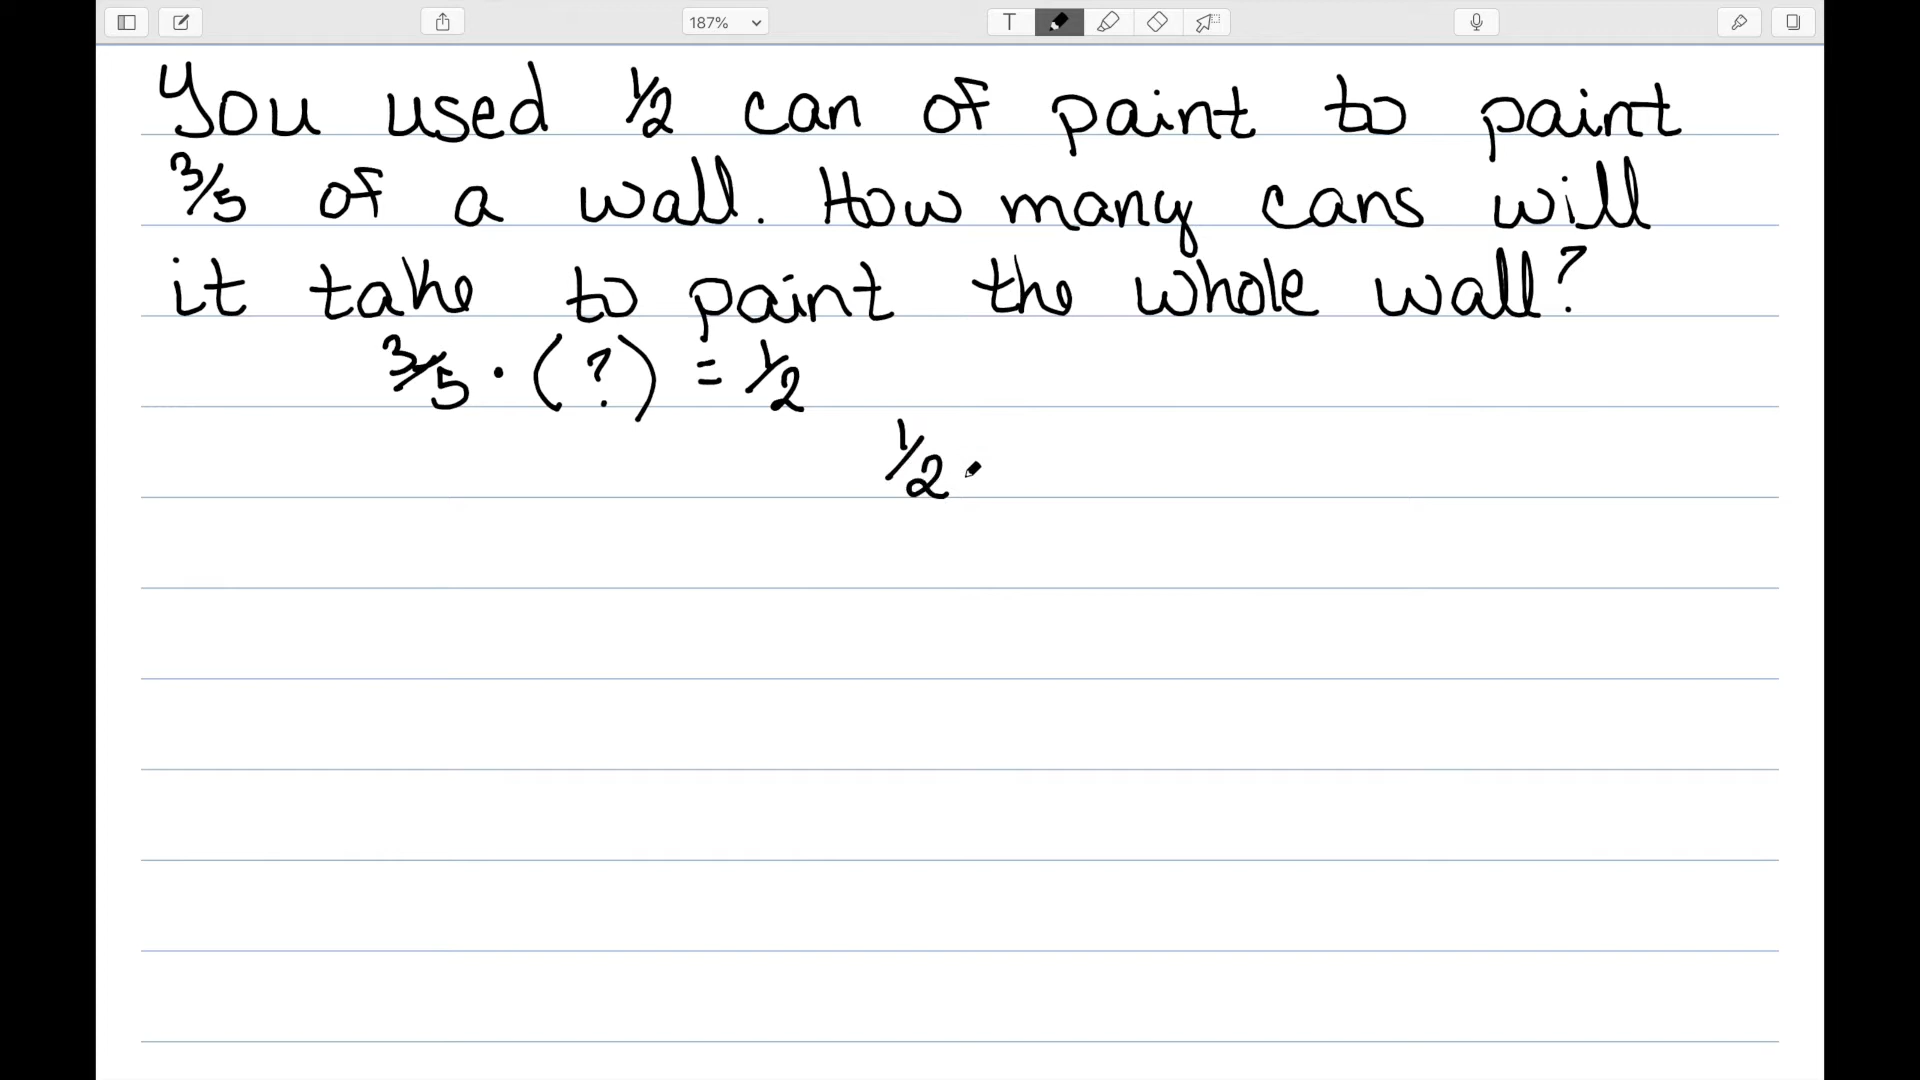 187%
T
You used 1/2 can of paint to paint
3/5 of a wall. How many cans will
it take to paint the whole wall?
3/5 · (?) = 1/2
1/2 ·